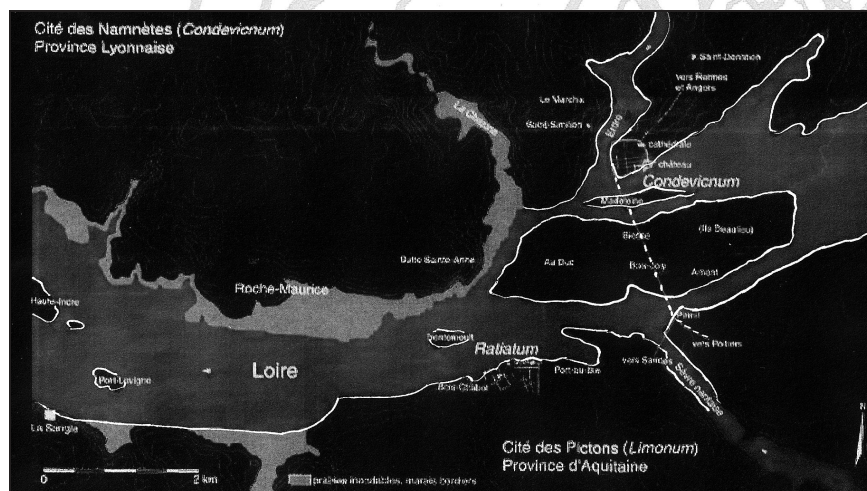 Cité des Namnètes (Condevicnum)
Province Lyonnaise
Saint-Donatien
vers Rennes
et Angers
Le Marchix
La Chézine
Saint-Similien
Erdre
cathédrale
château
Condevicnum
Madeleine
Biesse
(Ile Beaulieu)
Au Duc
Butte Sainte-Anne
Bois-Joly
Amont
Roche-Maurice
Haute-Indre
Pirmil
Trentemoult
vers Poitiers
Ratiatum
Loire
vers Saintes
Port-au-Blé
Port-Lavigne
Bois-Chabot
Sèvre nantaise
La Sangle
N
Cité des Pictons (Limonum)
Province d'Aquitaine
0 2 km
prairies inondables, marais bordiers